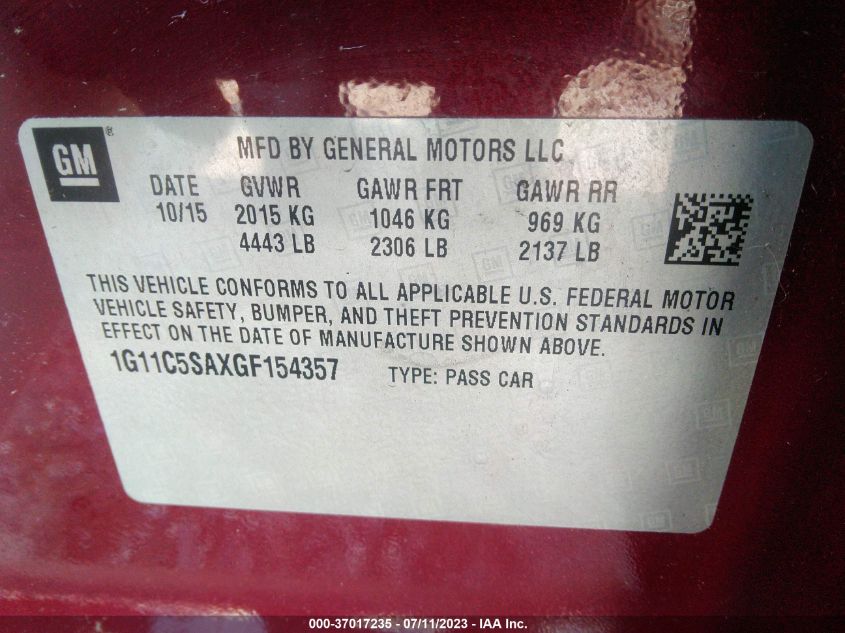 GM ®
MFD BY GENERAL MOTORS LLC
DATE GVWR GAWR FRT GAWR RR
10/15 2015 KG 1046 KG 969 KG
4443 LB 2306 LB 2137 LB
THIS VEHICLE CONFORMS TO ALL APPLICABLE U.S. FEDERAL MOTOR
VEHICLE SAFETY, BUMPER, AND THEFT PREVENTION STANDARDS IN
EFFECT ON THE DATE OF MANUFACTURE SHOWN ABOVE.
1G11C5SAXGF154357 TYPE: PASS CAR
000-37017235 - 07/11/2023 - IAA Inc.